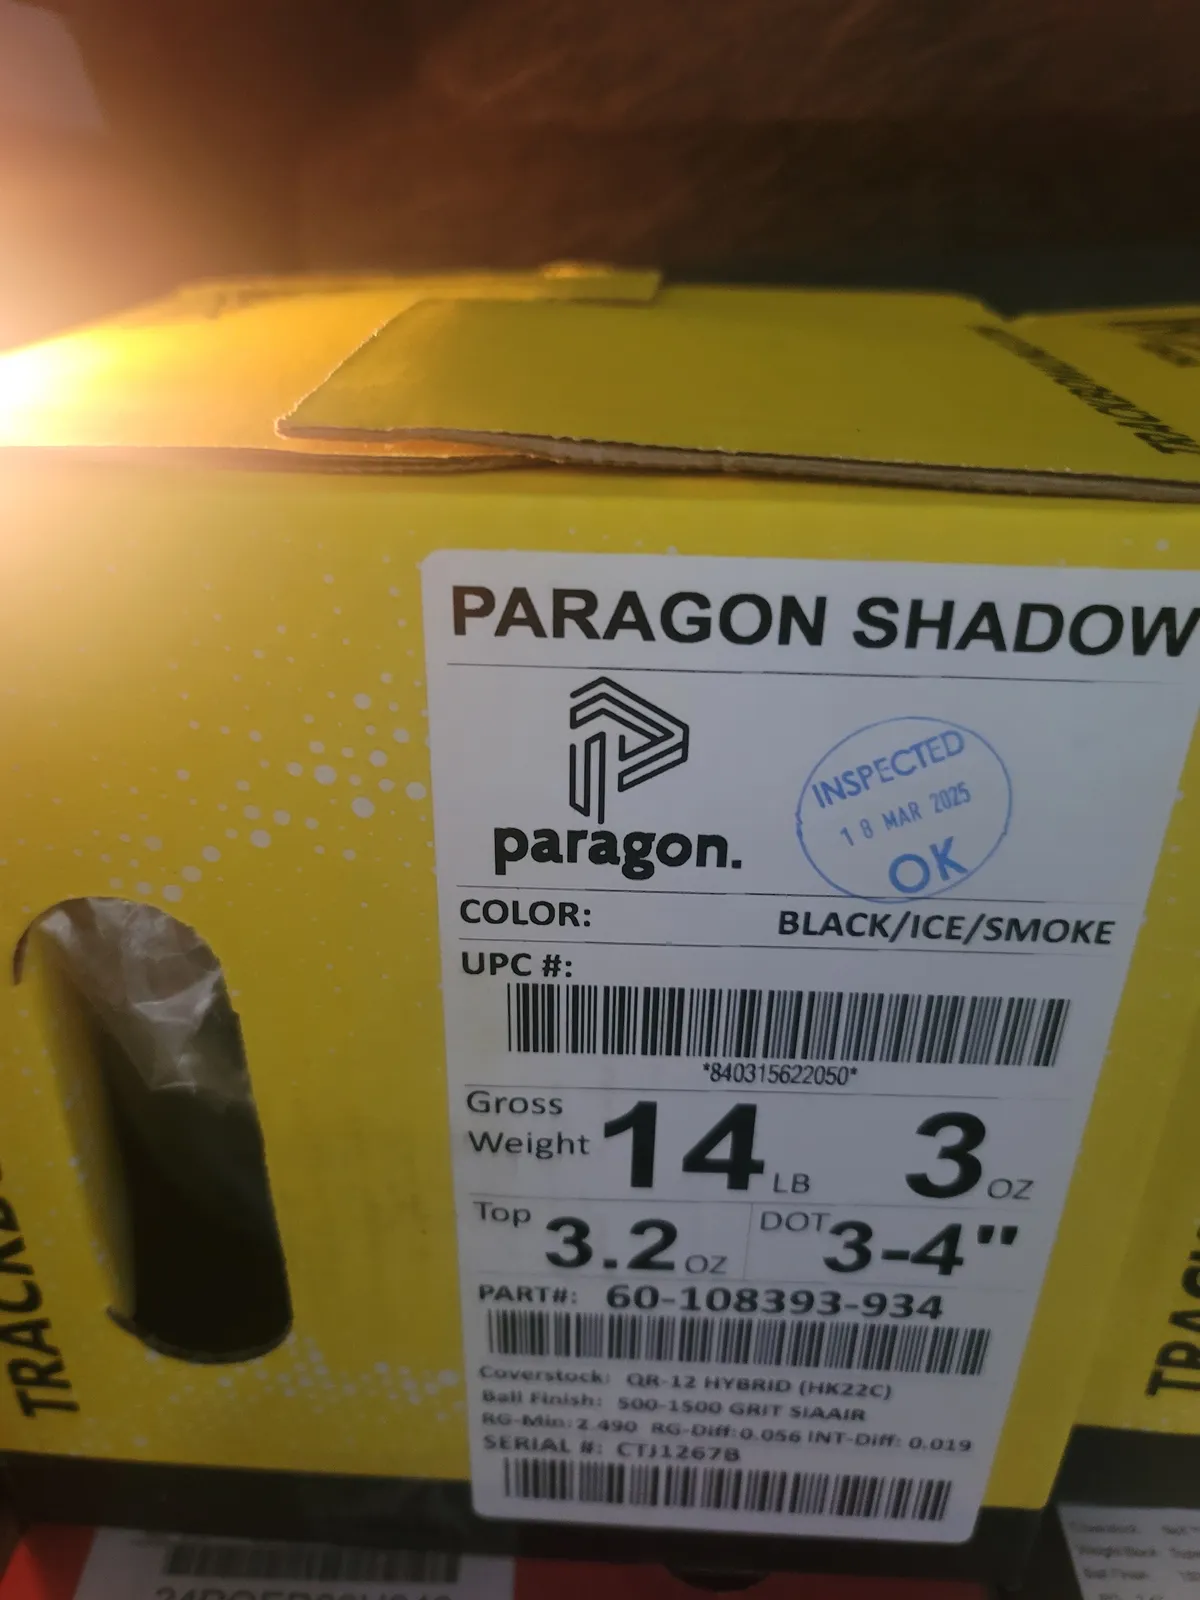 PARAGON SHADOW
paragon.
INSPECTED
18 MAR 2025
OK
COLOR: BLACK/ICE/SMOKE
UPC #:
*840315622050*
Gross Weight 14 LB 3 OZ
Top 3.2 OZ DOT 3-4"
PART#: 60-108393-934
Coverstock: QR-12 HYBRID (HK22C)
Ball Finish: 500-1500 GRIT SIAAIR
RG-Min: 2.490 RG-Diff: 0.056 INT-Diff: 0.019
SERIAL #: CTJ1267B
Ball Finish: